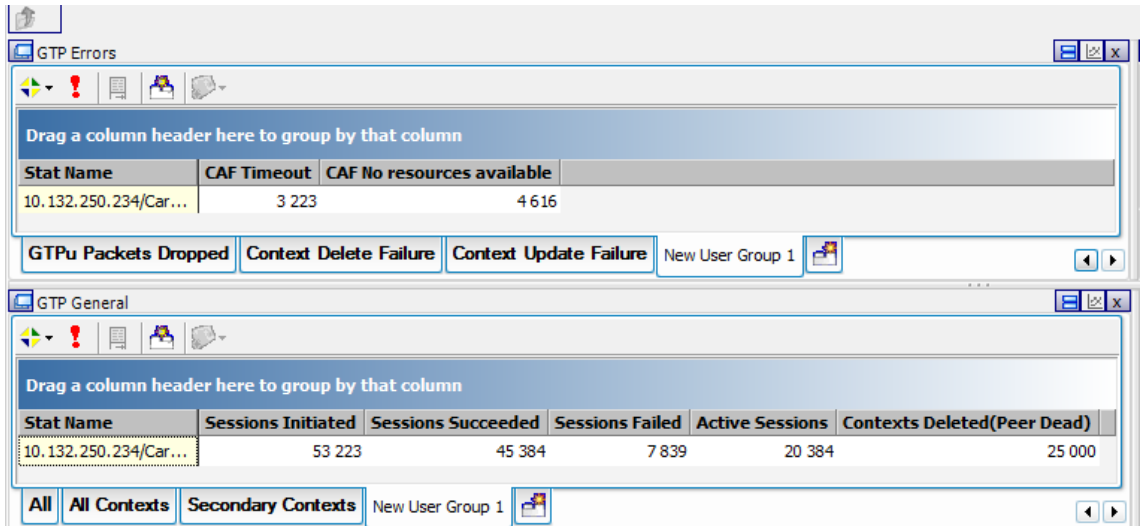 GTP Errors
Drag a column header here to group by that column
Stat Name CAF Timeout CAF No resources available
10.132.250.234/Car... 3 223 4 616
GTPu Packets Dropped Context Delete Failure Context Update Failure New User Group 1
GTP General
Drag a column header here to group by that column
Stat Name Sessions Initiated Sessions Succeeded Sessions Failed Active Sessions Contexts Deleted(Peer Dead)
10.132.250.234/Car... 53 223 45 384 7 839 20 384 25 000
All All Contexts Secondary Contexts New User Group 1